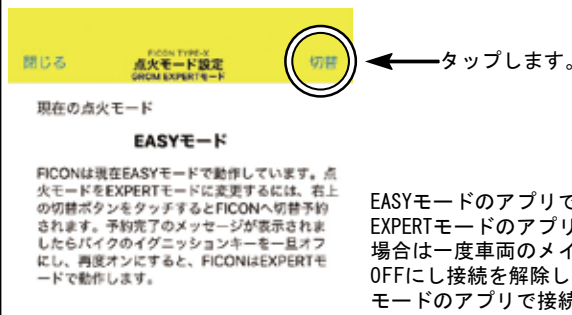 FICON TYPE-X
閉じる 点火モード設定 切替
GROM EXPERTモード
タップします。
現在の点火モード
EASYモード
FICONは現在EASYモードで動作しています。点
火モードをEXPERTモードに変更するには、右上
の切替ボタンをタッチするとFICONへ切替予約
されます。予約完了のメッセージが表示されま
したらバイクのイグニッションキーを一旦オフ
にし、再度オンにすると、FICONはEXPERTモ
ードで動作します。
EASYモードのアプリで
EXPERTモードのアプリ
場合は一度車両のメイ
OFFにし接続を解除し
モードのアプリで接続